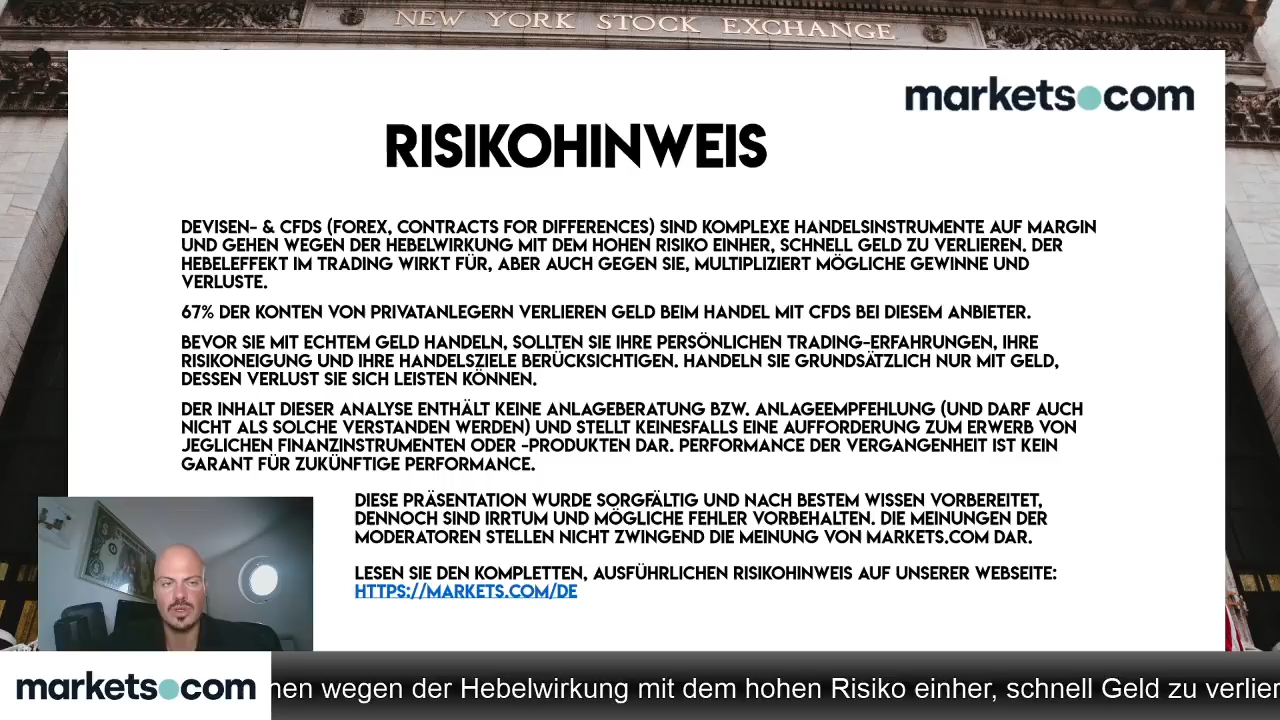 NEW YORK STOCK EXCHANGE
markets.com
RISIKOHINWEIS
DEVISEN- & CFDS (FOREX, CONTRACTS FOR DIFFERENCES) SIND KOMPLEXE HANDELSINSTRUMENTE AUF MARGIN
UND GEHEN WEGEN DER HEBELWIRKUNG MIT DEM HOHEN RISIKO EINHER, SCHNELL GELD ZU VERLIEREN. DER
HEBELEFFEKT IM TRADING WIRKT FÜR, ABER AUCH GEGEN SIE, MULTIPLIZIERT MÖGLICHE GEWINNE UND
VERLUSTE.
67% DER KONTEN VON PRIVATANLEGERN VERLIEREN GELD BEIM HANDEL MIT CFDS BEI DIESEM ANBIETER.
BEVOR SIE MIT ECHTEM GELD HANDELN, SOLLTEN SIE IHRE PERSÖNLICHEN TRADING-ERFAHRUNGEN, IHRE
RISIKONEIGUNG UND IHRE HANDELSZIELE BERÜCKSICHTIGEN. HANDELN SIE GRUNDSÄTZLICH NUR MIT GELD,
DESSEN VERLUST SIE SICH LEISTEN KÖNNEN.
DER INHALT DIESER ANALYSE ENTHÄLT KEINE ANLAGEBERATUNG BZW. ANLAGEEMPFEHLUNG (UND DARF AUCH
NICHT ALS SOLCHE VERSTANDEN WERDEN) UND STELLT KEINESFALLS EINE AUFFORDERUNG ZUM ERWERB VON
JEGLICHEN FINANZINSTRUMENTEN ODER -PRODUKTEN DAR. PERFORMANCE DER VERGANGENHEIT IST KEIN
GARANT FÜR ZUKÜNFTIGE PERFORMANCE.
DIESE PRÄSENTATION WURDE SORGFÄLTIG UND NACH BESTEM WISSEN VORBEREITET,
DENNOCH SIND IRRTUM UND MÖGLICHE FEHLER VORBEHALTEN. DIE MEINUNGEN DER
MODERATOREN STELLEN NICHT ZWINGEND DIE MEINUNG VON MARKETS.COM DAR.
LESEN SIE DEN KOMPLETTEN, AUSFÜHRLICHEN RISIKOHINWEIS AUF UNSERER WEBSEITE:
HTTPS://MARKETS.COM/DE
markets.com
hen wegen der Hebelwirkung mit dem hohen Risiko einher, schnell Geld zu verlier